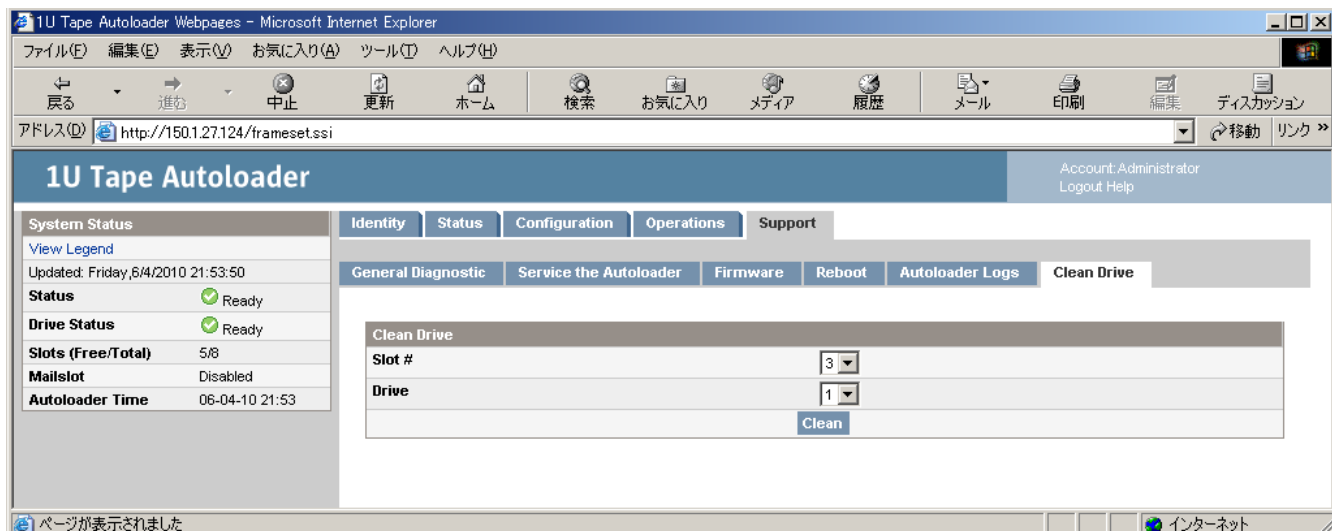 1U Tape Autoloader Webpages - Microsoft Internet Explorer
ファイル(F) 編集(E) 表示(V) お気に入り(A) ツール(T) ヘルプ(H)
戻る 進む 中止 更新 ホーム 検索 お気に入り メディア 履歴 メール 印刷 編集 ディスカッション
アドレス(D) http://150.1.27.124/frameset.ssi 移動 リンク »
1U Tape Autoloader
Account:Administrator
Logout Help
System Status
View Legend
Updated: Friday,6/4/2010 21:53:50
Status Ready
Drive Status Ready
Slots (Free/Total) 5/8
Mailslot Disabled
Autoloader Time 06-04-10 21:53
Identity Status Configuration Operations Support
General Diagnostic Service the Autoloader Firmware Reboot Autoloader Logs Clean Drive
Clean Drive
Slot # 3
Drive 1
Clean
ページが表示されました インターネット